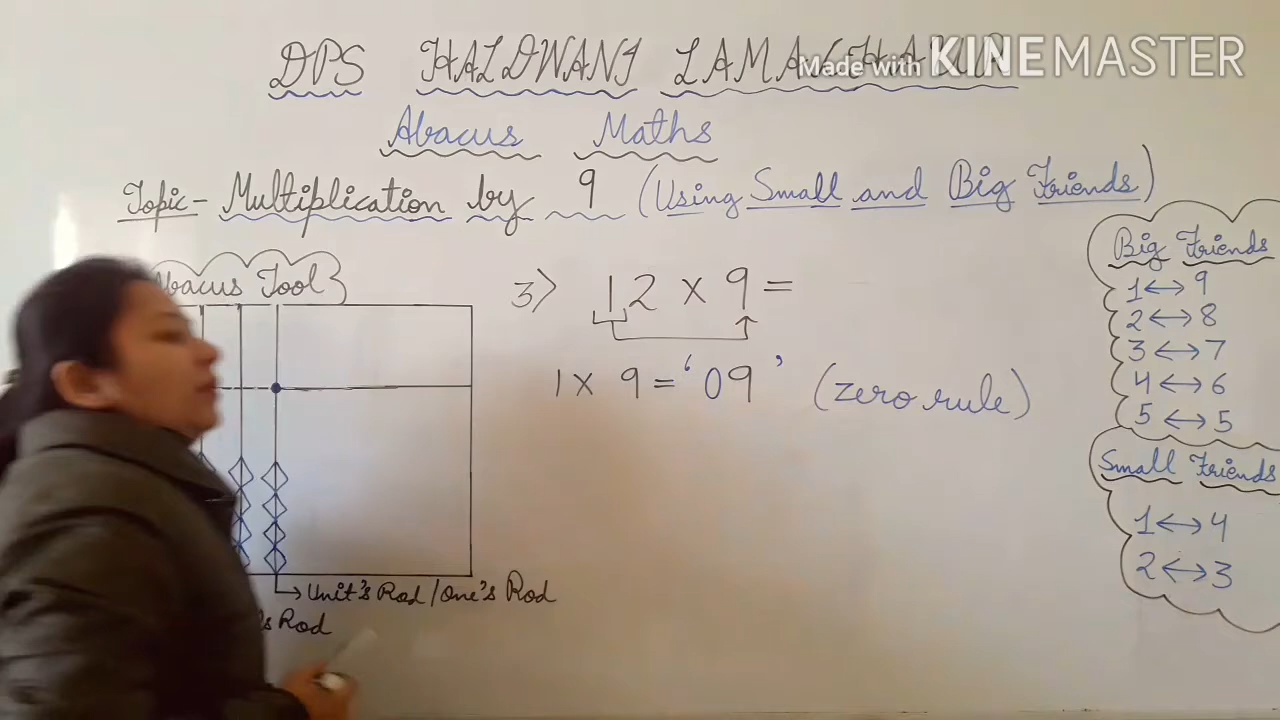 DPS HALDWANI LAMACHAUR
Made with KINEMASTER
Abacus Maths
Topic- Multiplication by 9 (Using Small and Big Friends)
Abacus Tool
3> 12 × 9 =
1 × 9 = '09' (zero rule)
Unit's Rod/One's Rod
s Rod
Big Friends
1 ↔ 9
2 ↔ 8
3 ↔ 7
4 ↔ 6
5 ↔ 5
Small Friends
1 ↔ 4
2 ↔ 3